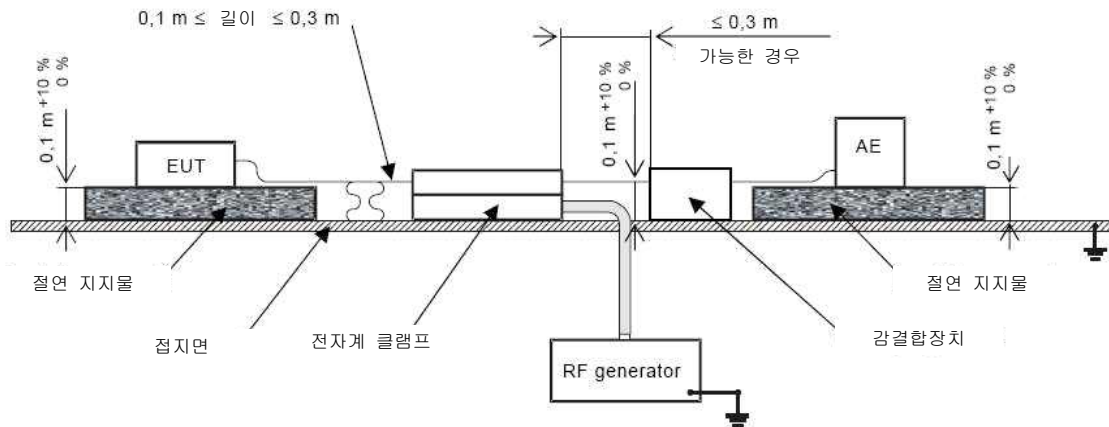 0,1 m ≤ 길이 ≤ 0,3 m
≤ 0,3 m
가능한 경우
0,1 m +10 %
0 %
0,1 m +10 %
0 %
0,1 m +10 %
0 %
EUT
AE
절연 지지물
접지면
전자계 클램프
감결합장치
절연 지지물
RF generator